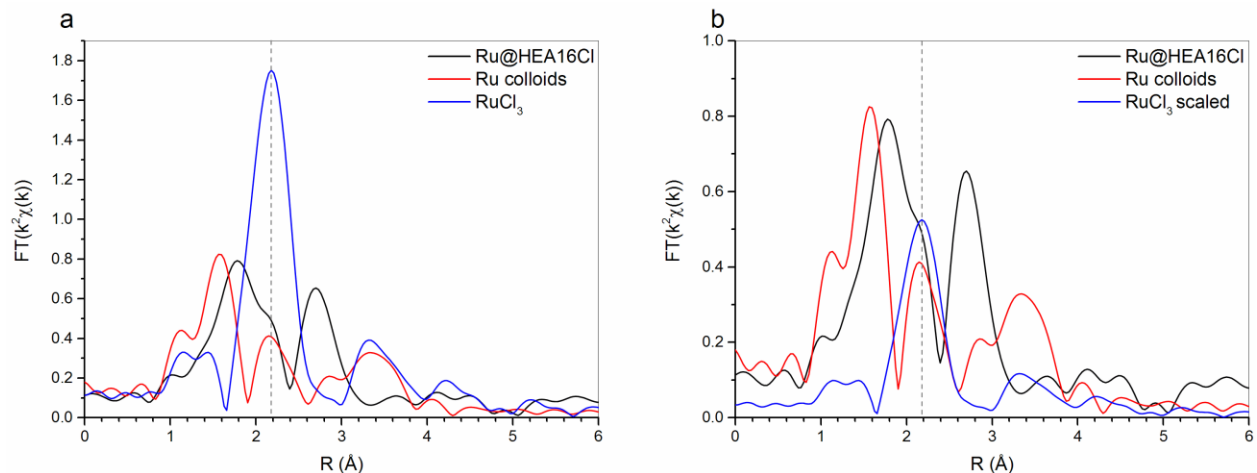 a
Ru@HEA16Cl
Ru colloids
RuCl₃
FT(k²χ(k))
1.8
1.6
1.4
1.2
1.0
0.8
0.6
0.4
0.2
0.0
0 1 2 3 4 5 6
R (Å)
b
Ru@HEA16Cl
Ru colloids
RuCl₃ scaled
FT(k²χ(k))
1.0
0.8
0.6
0.4
0.2
0.0
0 1 2 3 4 5 6
R (Å)